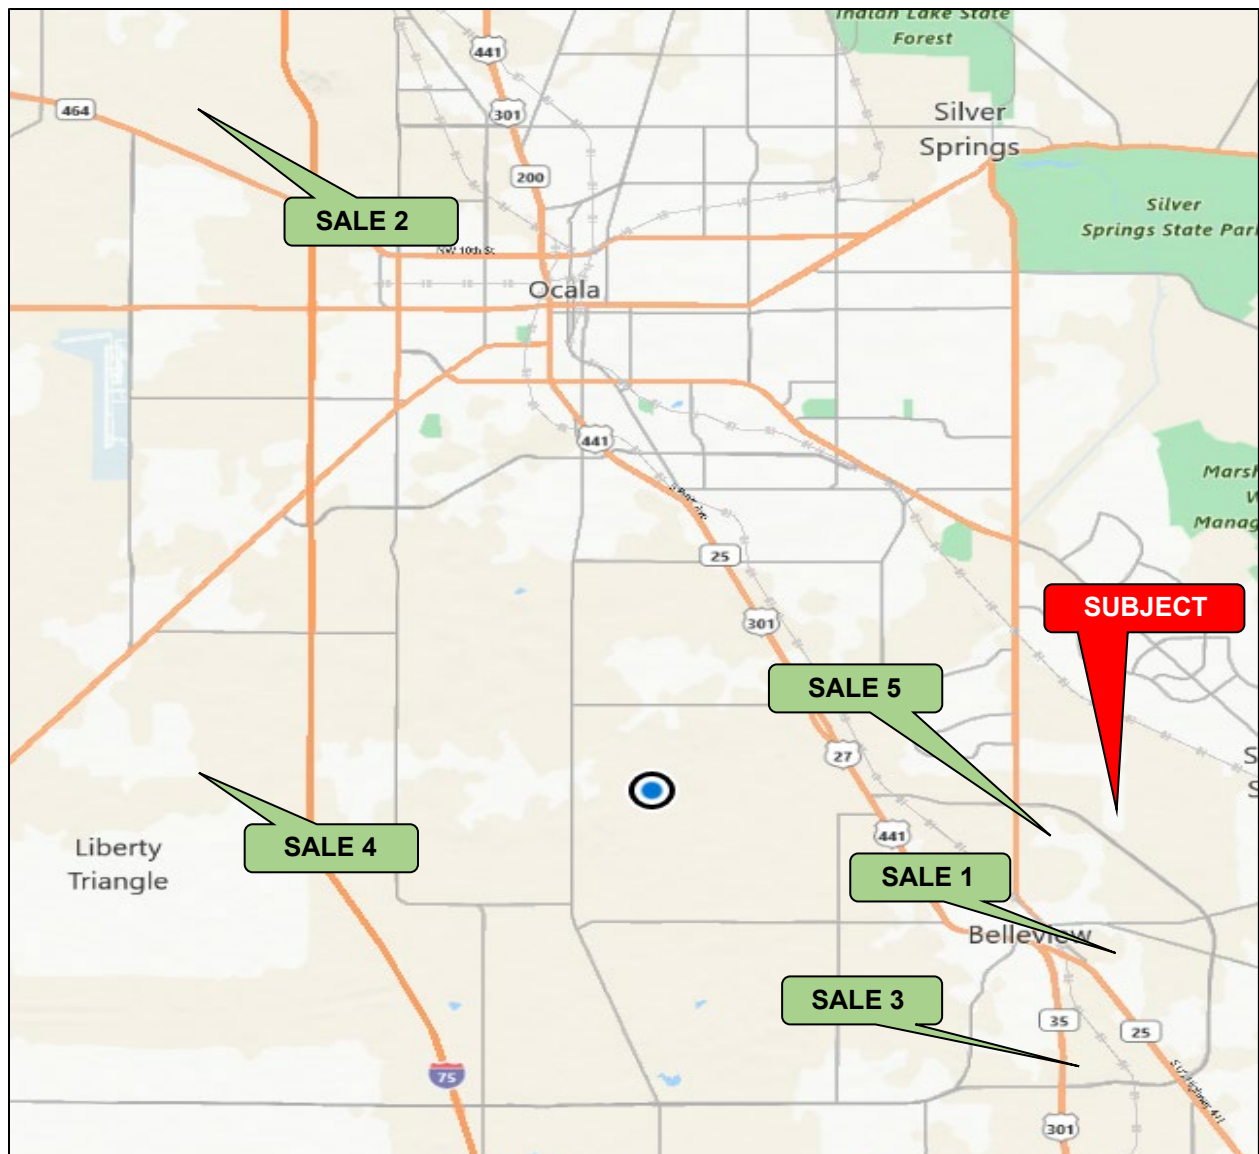 Indian Lake State
Forest
441
464
301
Silver
Springs
200
Silver
Springs State Par
SALE 2
NW 10th St
Ocala
441
Marsh
W
Manag
25
SUBJECT
301
SALE 5
27
S
S
441
SALE 4
Liberty
Triangle
SALE 1
Belleview
SALE 3
35
25
75
301